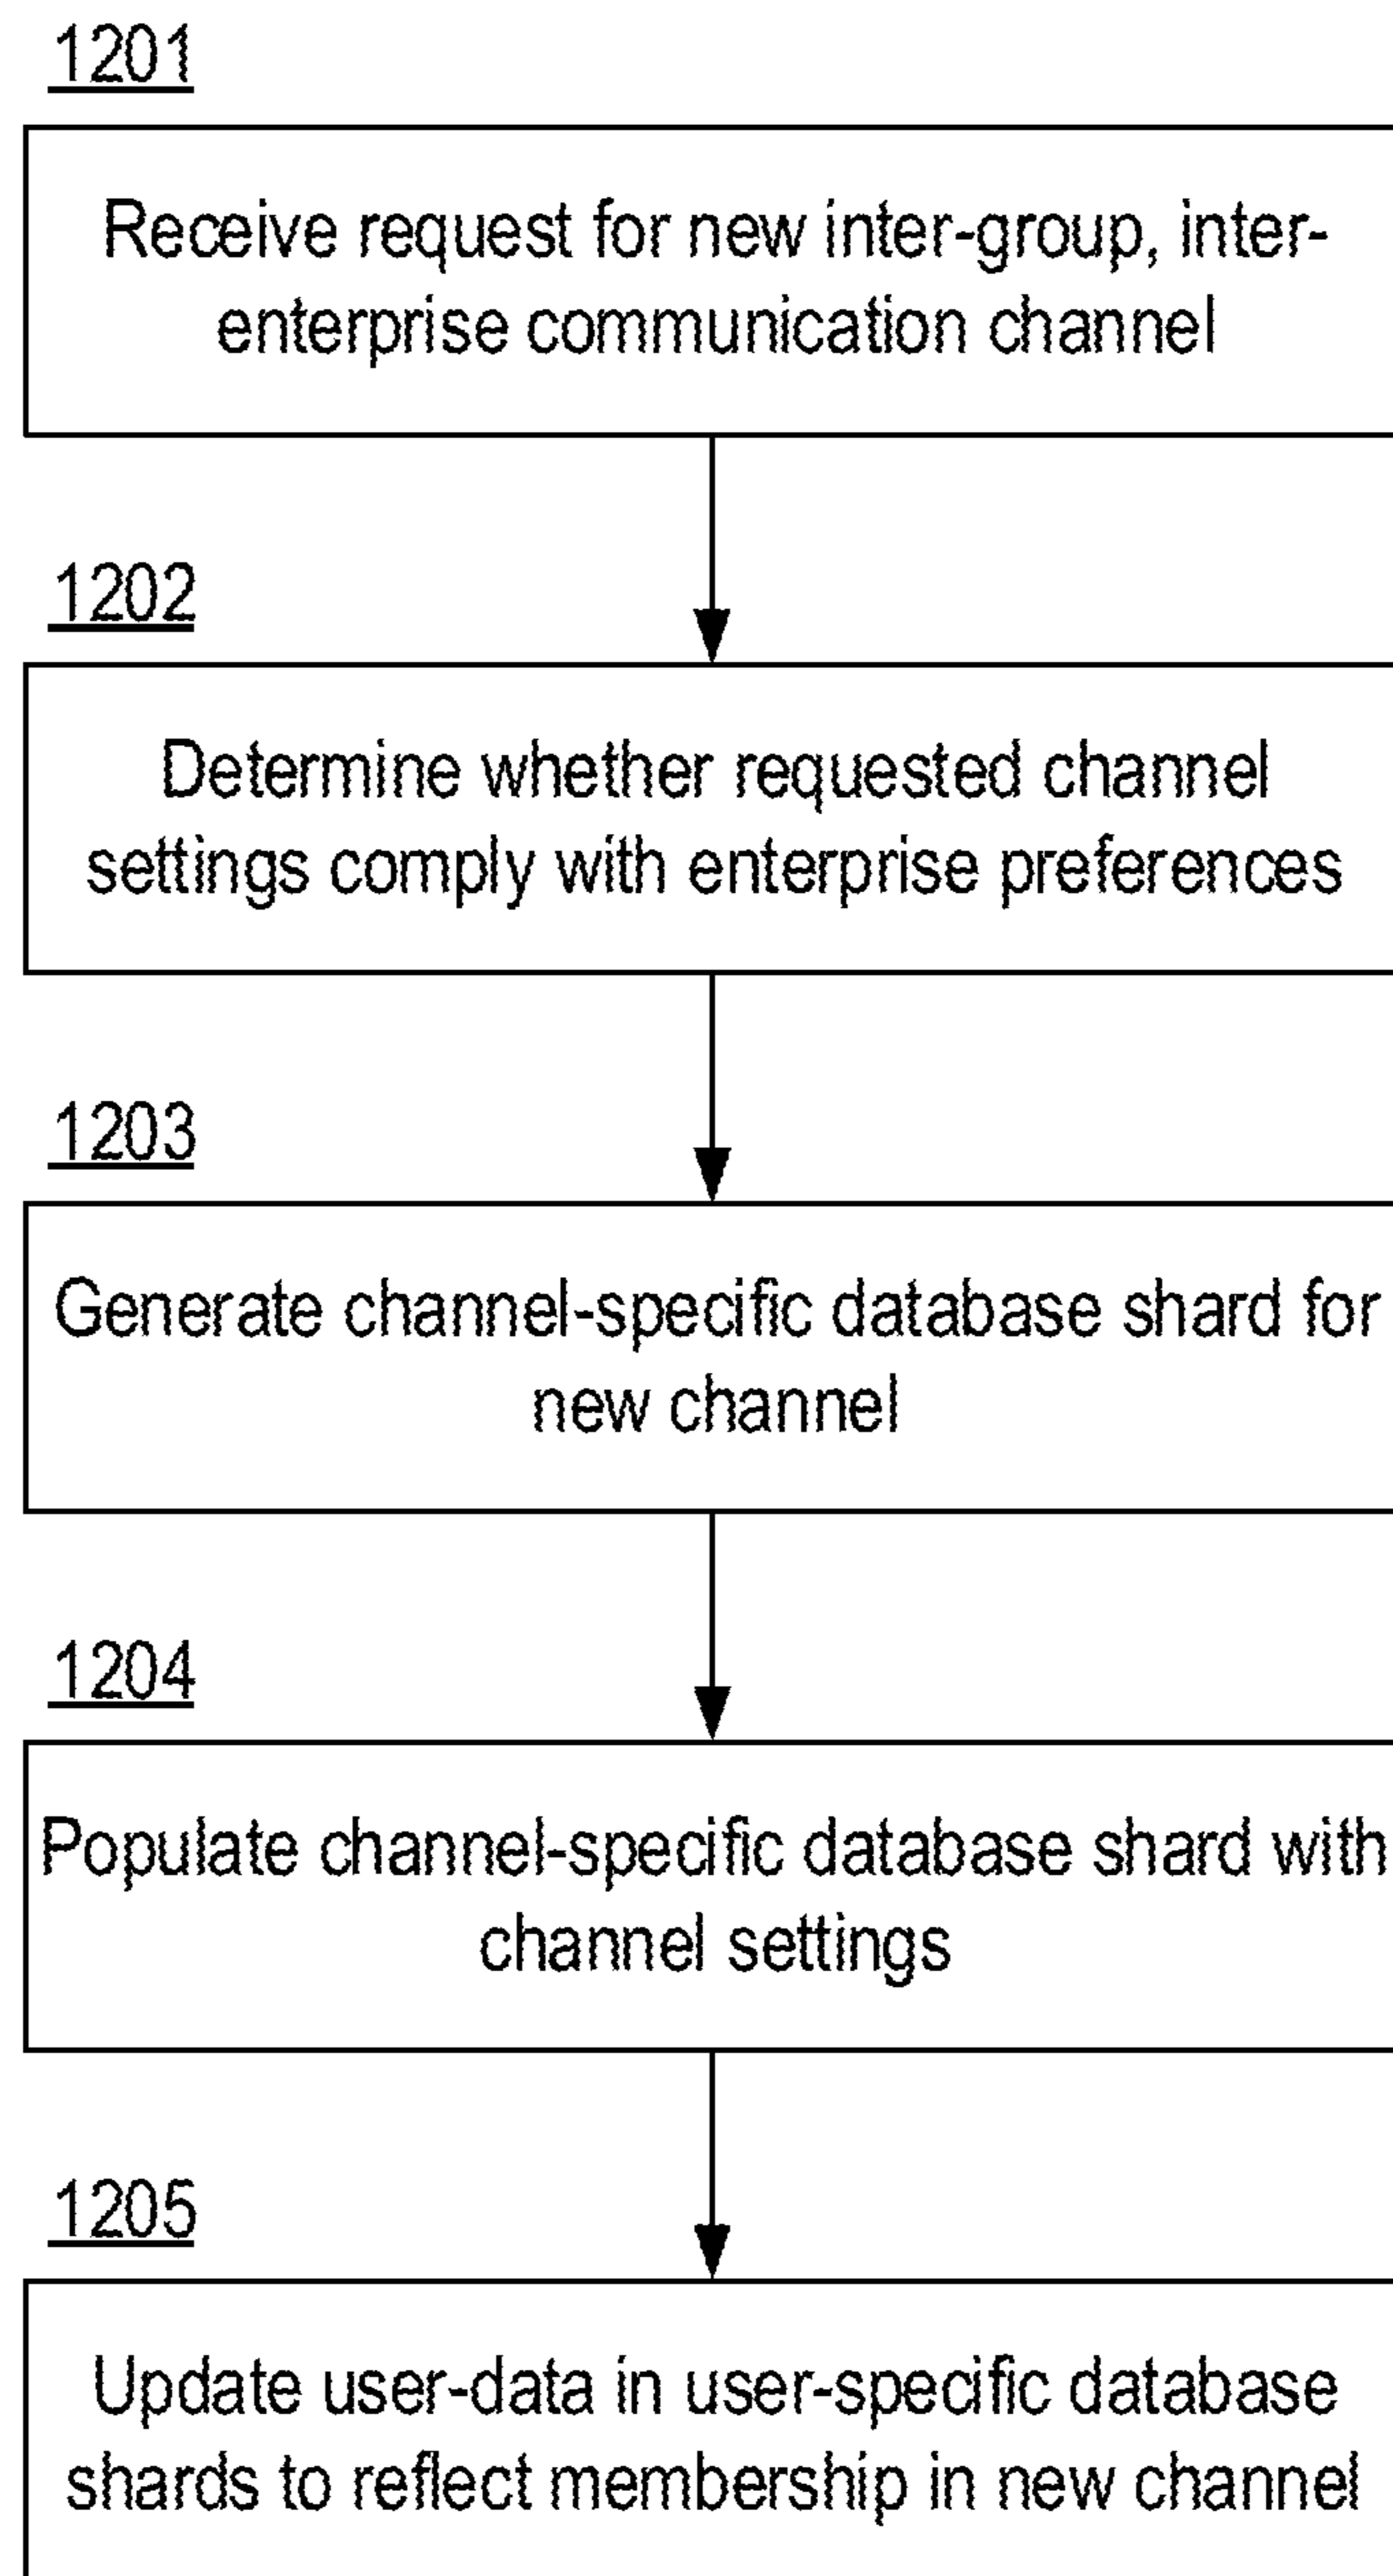 1201
Receive request for new inter-group, inter-
enterprise communication channel
1202
Determine whether requested channel
settings comply with enterprise preferences
1203
Generate channel-specific database shard for
new channel
1204
Populate channel-specific database shard with
channel settings
1205
Update user-data in user-specific database
shards to reflect membership in new channel